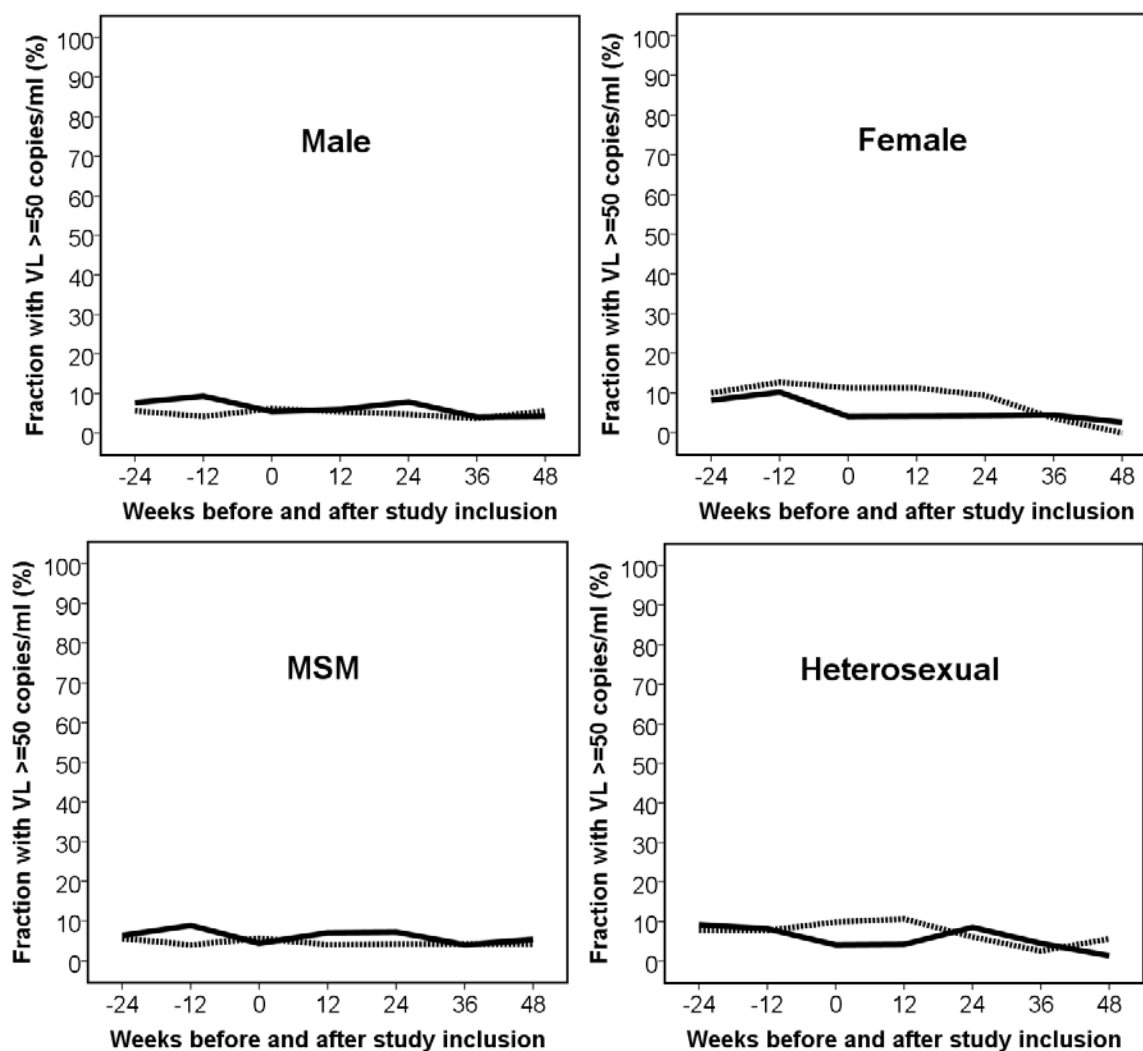 Fraction with VL >=50 copies/ml (%)
100
90
80
70
60
50
40
30
20
10
0
Male
-24 -12 0 12 24 36 48
Weeks before and after study inclusion
Fraction with VL >=50 copies/ml (%)
100
90
80
70
60
50
40
30
20
10
0
Female
-24 -12 0 12 24 36 48
Weeks before and after study inclusion
Fraction with VL >=50 copies/ml (%)
100
90
80
70
60
50
40
30
20
10
0
MSM
-24 -12 0 12 24 36 48
Weeks before and after study inclusion
Fraction with VL >=50 copies/ml (%)
100
90
80
70
60
50
40
30
20
10
0
Heterosexual
-24 -12 0 12 24 36 48
Weeks before and after study inclusion